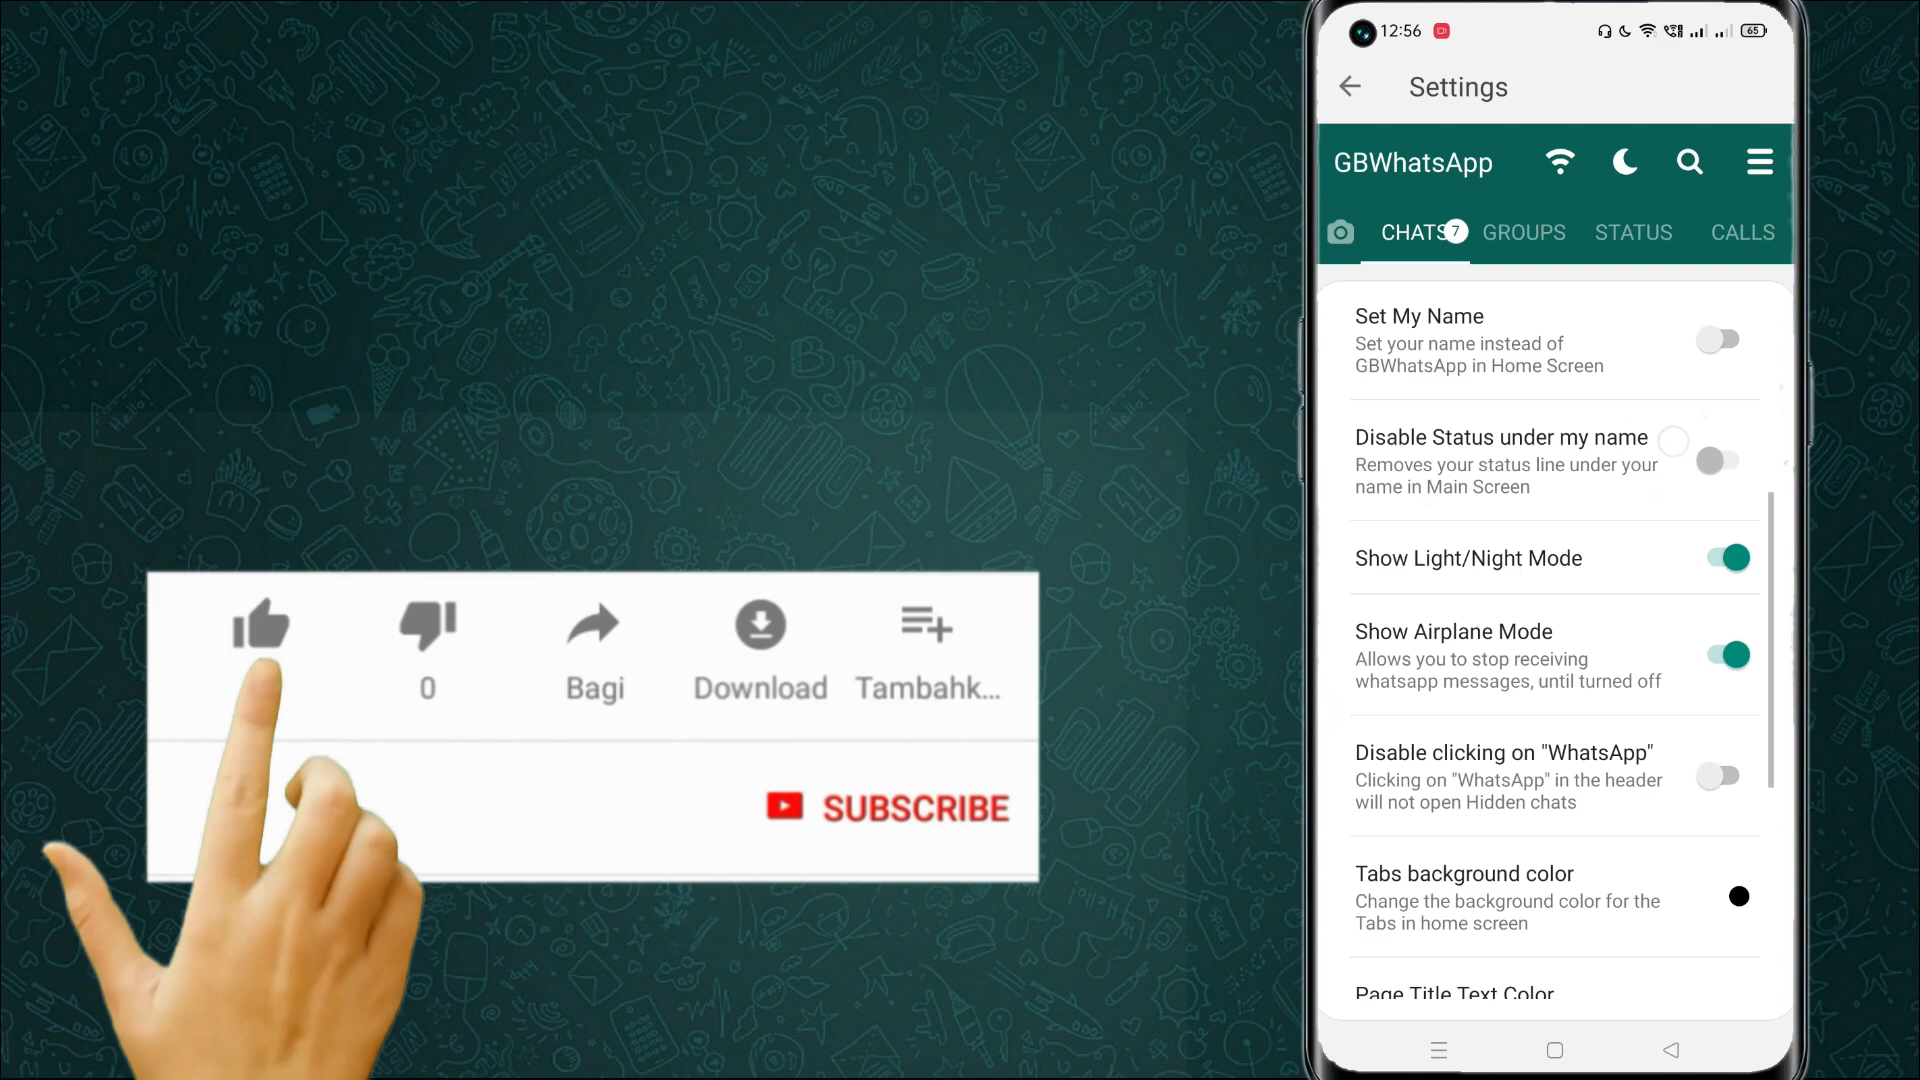 12:56
65
Settings
GBWhatsApp
CHATS 7 GROUPS STATUS CALLS
Set My Name
Set your name instead of
GBWhatsApp in Home Screen
Disable Status under my name
Removes your status line under your
name in Main Screen
Show Light/Night Mode
Show Airplane Mode
Allows you to stop receiving
whatsapp messages, until turned off
Disable clicking on "WhatsApp"
Clicking on "WhatsApp" in the header
will not open Hidden chats
Tabs background color
Change the background color for the
Tabs in home screen
Page Title Text Color
0 Bagi Download Tambahk...
SUBSCRIBE